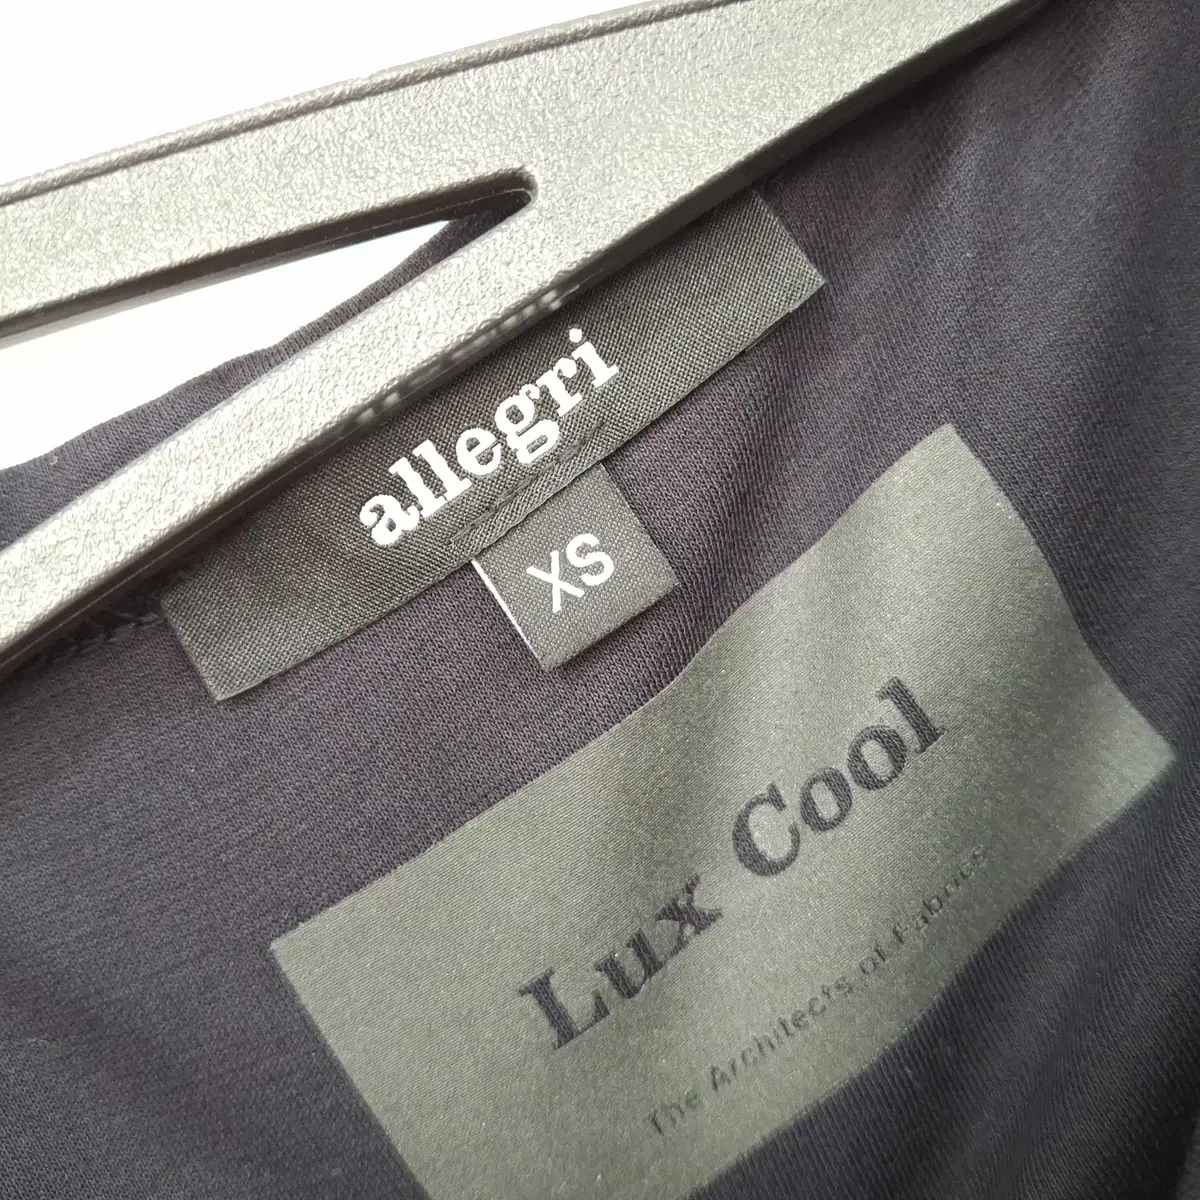 allegri
XS
Lux Cool
The Architects of Fabrics